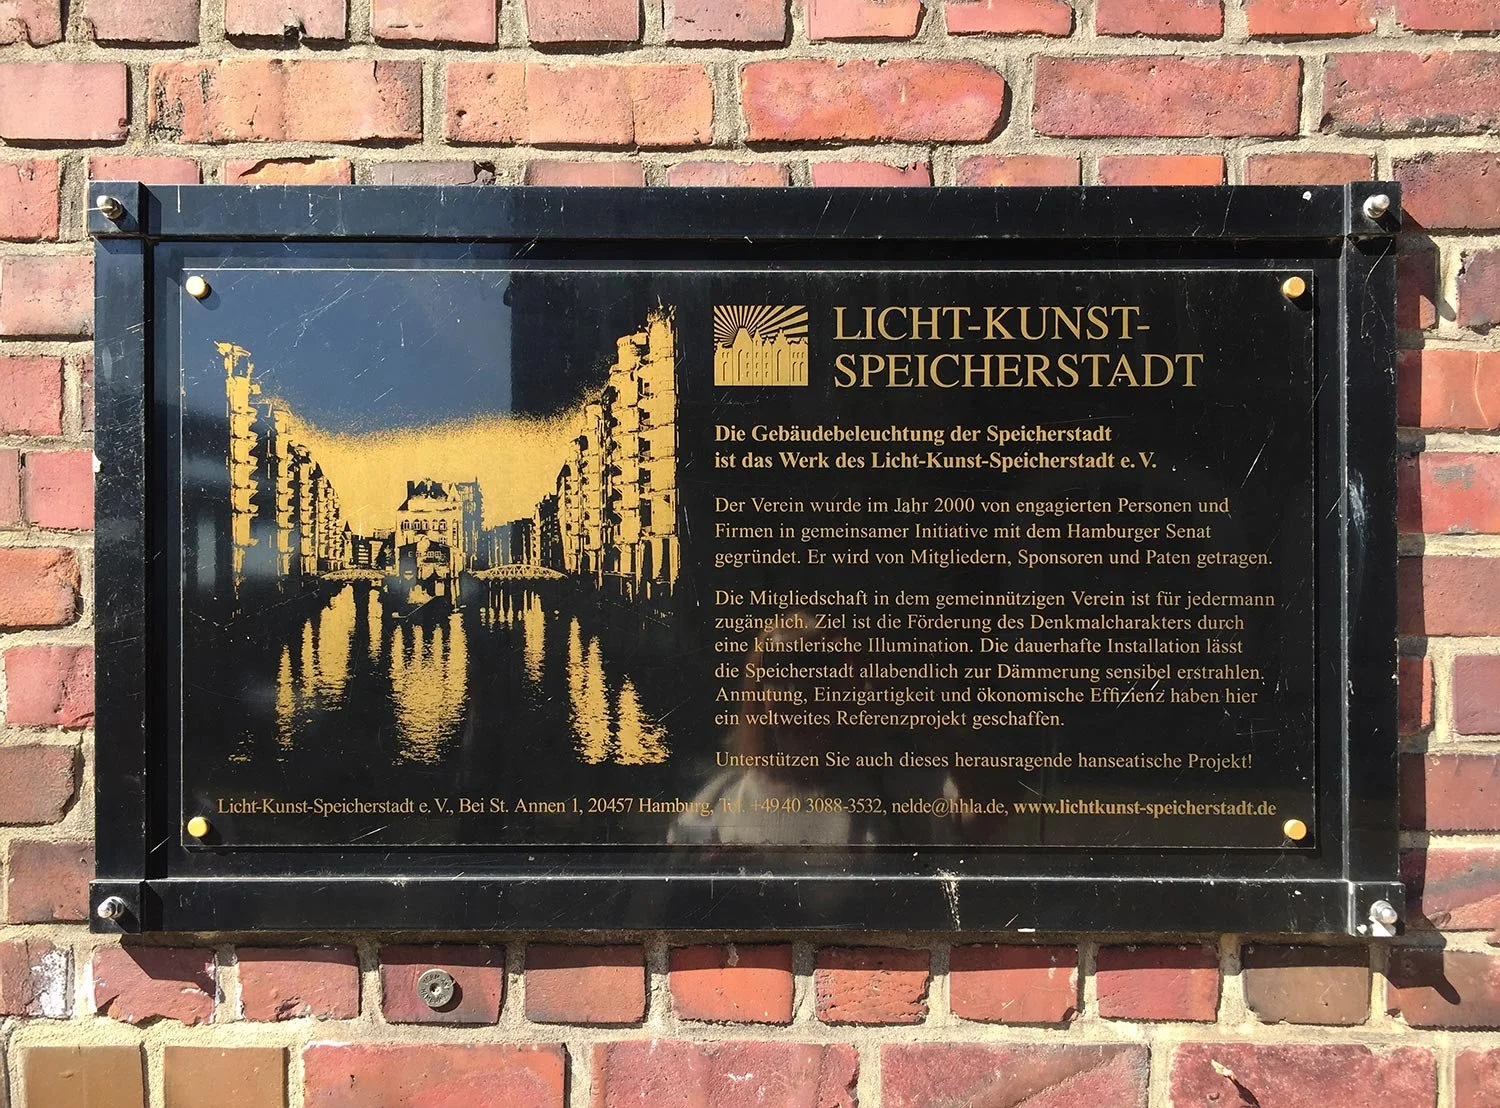 LICHT-KUNST-
SPEICHERSTADT
Die Gebäudebeleuchtung der Speicherstadt
ist das Werk des Licht-Kunst-Speicherstadt e. V.
Der Verein wurde im Jahr 2000 von engagierten Personen und
Firmen in gemeinsamer Initiative mit dem Hamburger Senat
gegründet. Er wird von Mitgliedern, Sponsoren und Paten getragen.
Die Mitgliedschaft in dem gemeinnützigen Verein ist für jedermann
zugänglich. Ziel ist die Förderung des Denkmalcharakters durch
eine künstlerische Illumination. Die dauerhafte Installation lässt
die Speicherstadt allabendlich zur Dämmerung sensibel erstrahlen.
Anmutung, Einzigartigkeit und ökonomische Effizienz haben hier
ein weltweites Referenzprojekt geschaffen.
Unterstützen Sie auch dieses herausragende hanseatische Projekt!
Licht-Kunst-Speicherstadt e. V., Bei St. Annen 1, 20457 Hamburg, Tel. +49 40 3088-3532, nelde@hhla.de, www.lichtkunst-speicherstadt.de